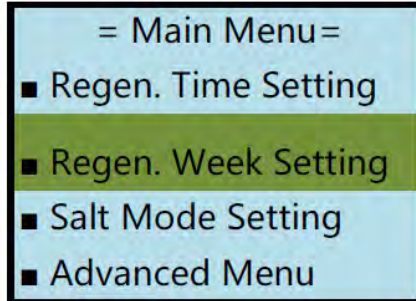 = Main Menu=
■ Regen. Time Setting
■ Regen. Week Setting
■ Salt Mode Setting
■ Advanced Menu